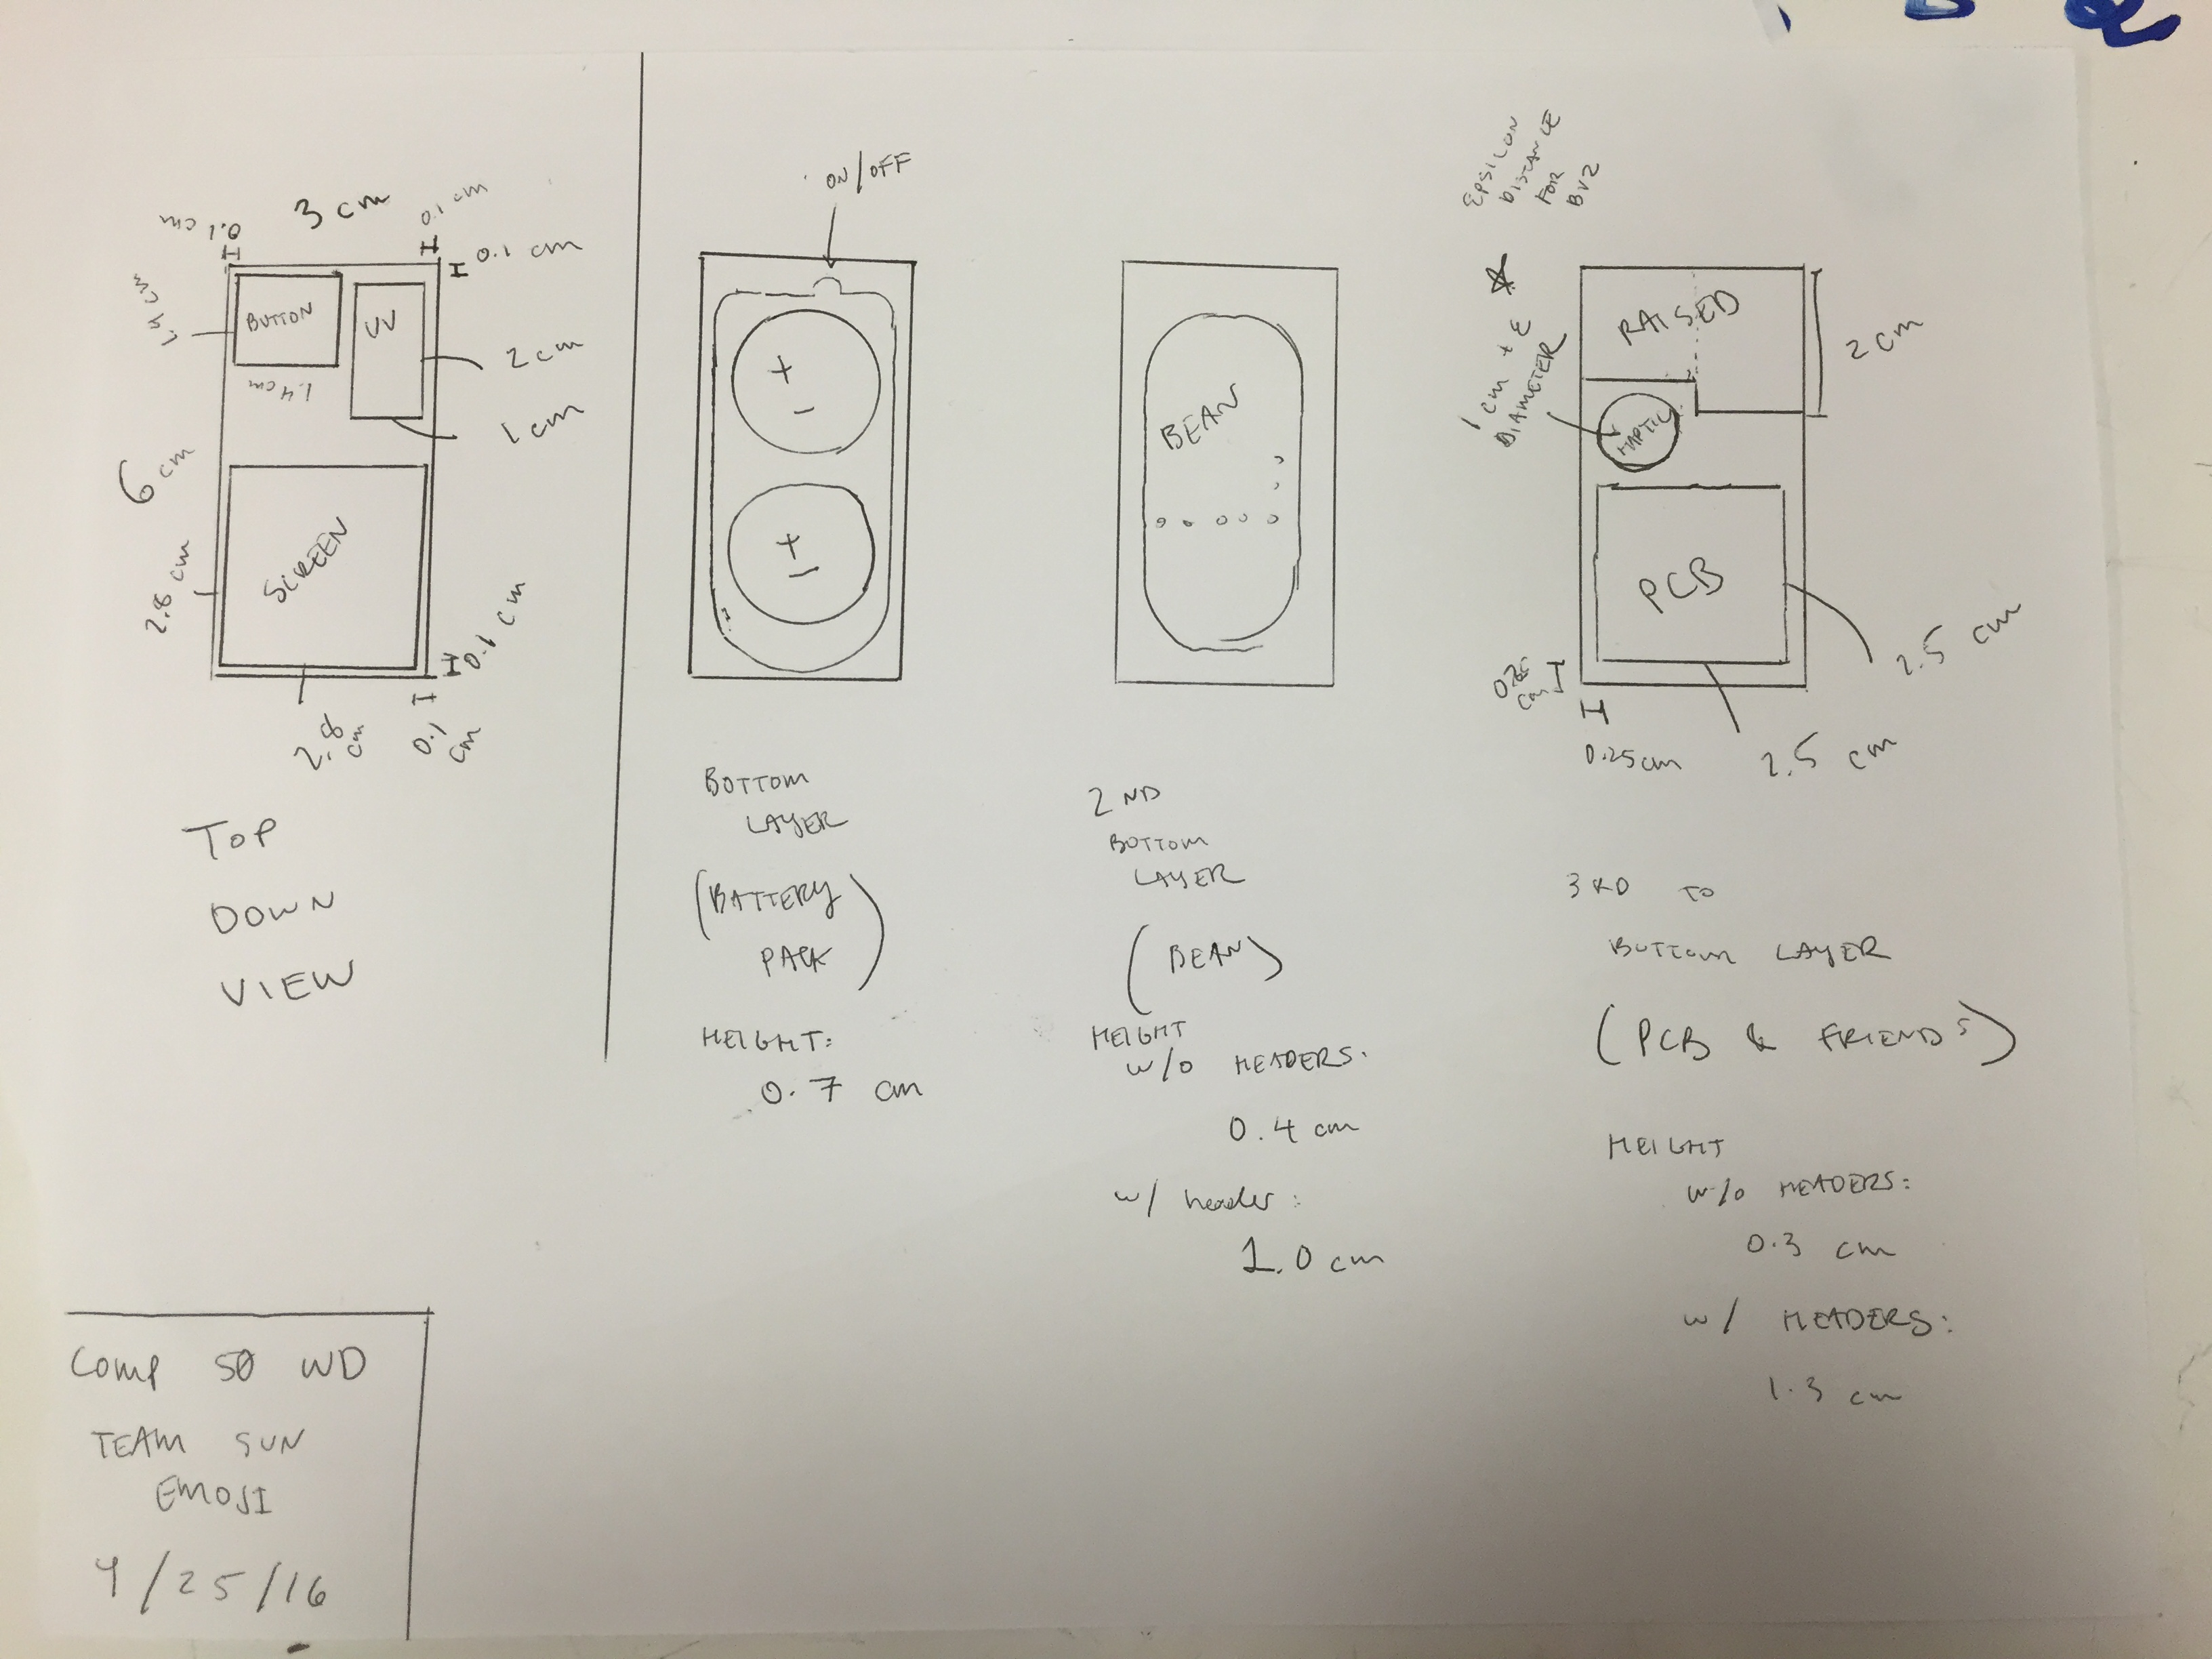 Comp 50 WD
TEAM SUN
EMOJI
4/25/16
0.1 cm
3 cm
0.1 cm
0.1 cm
1.4 cm
BUTTON
UV
1.4 cm
2 cm
6 cm
1 cm
2.8 cm
SCREEN
0.1 cm
2.8 cm
0.1 cm
TOP
DOWN
VIEW
ON/OFF
+
-
+
-
BOTTOM
LAYER
(BATTERY
PACK)
HEIGHT:
0.7 cm
BEAN
2ND
BOTTOM
LAYER
(BEAN)
HEIGHT
w/o HEADERS:
0.4 cm
w/ header:
1.0 cm
EPSILON
DISTANCE
FOR
BVZ
1 cm + ε
DIAMETER
RAISED
2 cm
HAPTIC
PCB
0.25 cm
0.25 cm
2.5 cm
2.5 cm
3RD TO
BOTTOM LAYER
(PCB & FRIENDS)
HEIGHT
w/o HEADERS:
0.3 cm
w/ HEADERS:
1.3 cm